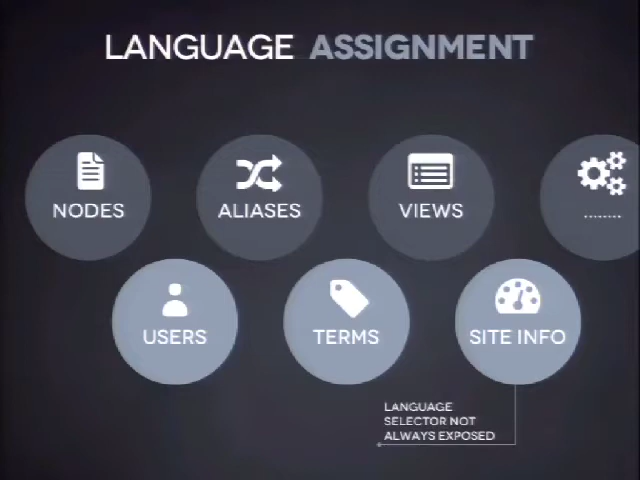 LANGUAGE ASSIGNMENT
NODES
ALIASES
VIEWS
........
USERS
TERMS
SITE INFO
LANGUAGE
SELECTOR NOT
ALWAYS EXPOSED